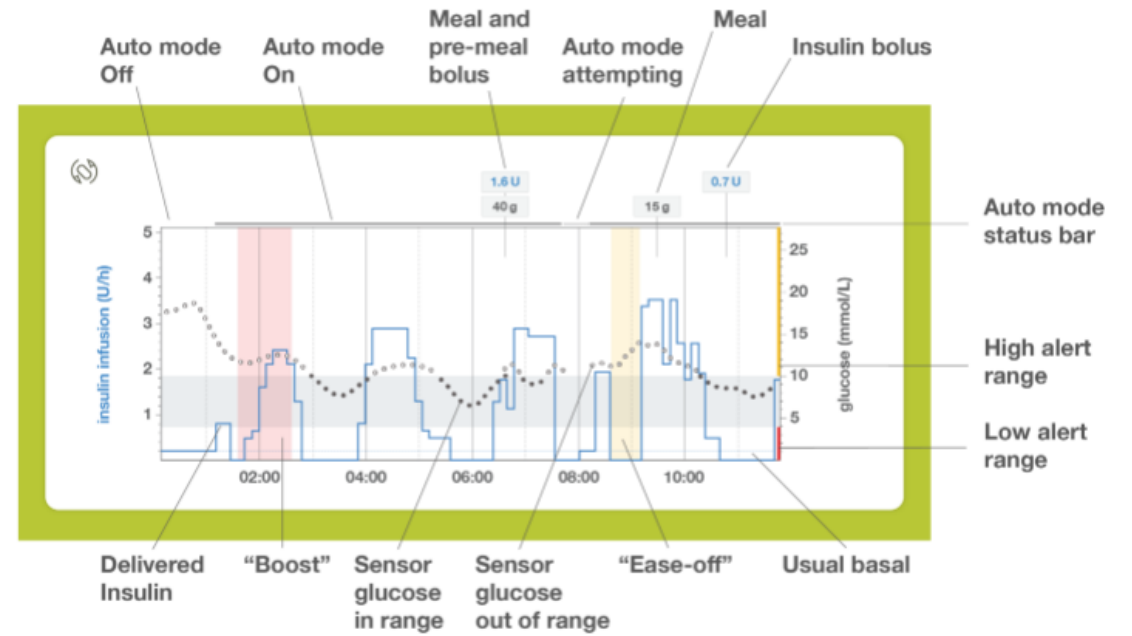 Meal and
pre-meal
bolus
Meal
Auto mode
Off
Auto mode
On
Auto mode
attempting
Insulin bolus
1.6 U
0.7 U
40 g
15 g
Auto mode
status bar
insulin infusion (U/h)
5
4
3
2
1
25
20
15
10
5
glucose (mmol/L)
High alert
range
Low alert
range
02:00
04:00
06:00
08:00
10:00
Delivered
Insulin
“Boost”
Sensor
glucose
in range
Sensor
glucose
out of range
“Ease-off”
Usual basal